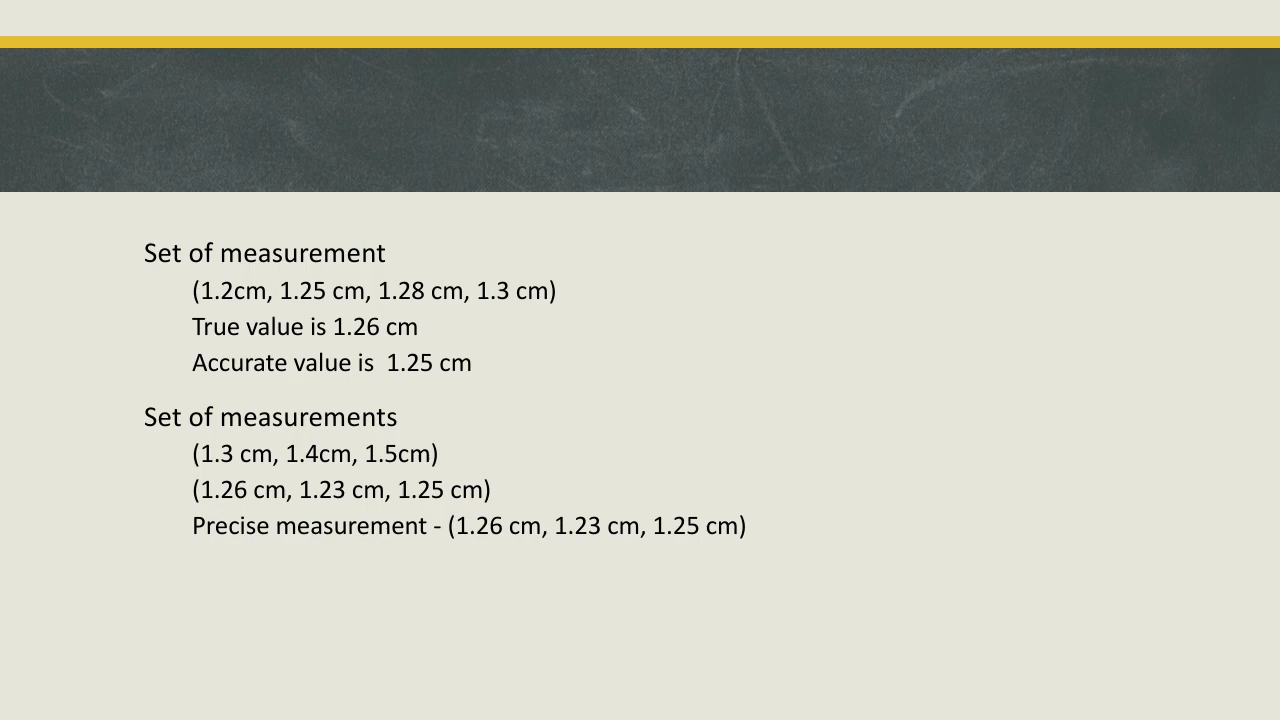 Set of measurement
(1.2cm, 1.25 cm, 1.28 cm, 1.3 cm)
True value is 1.26 cm
Accurate value is  1.25 cm
Set of measurements
(1.3 cm, 1.4cm, 1.5cm)
(1.26 cm, 1.23 cm, 1.25 cm)
Precise measurement - (1.26 cm, 1.23 cm, 1.25 cm)